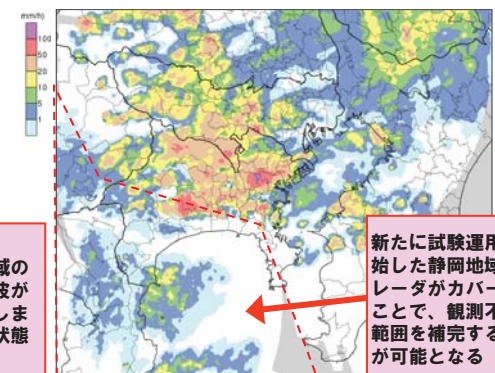 mm/h)
100
50
20
10
5
1
域の
波が
しま
状態
新たに試験運用
始した静岡地域
レーダがカバー
ことで、観測不
範囲を補完する
が可能となる